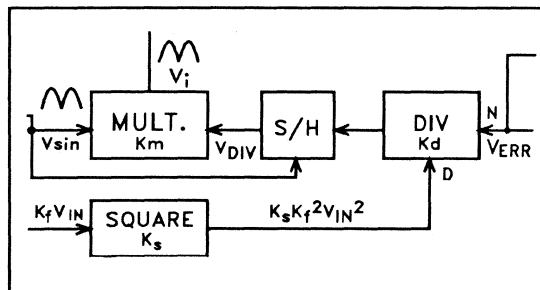 Vi
Vsin
MULT.
Km
VDIV
S/H
DIV
Kd
N
VERR
D
KfVIN
SQUARE
Ks
KsKf²VIN²